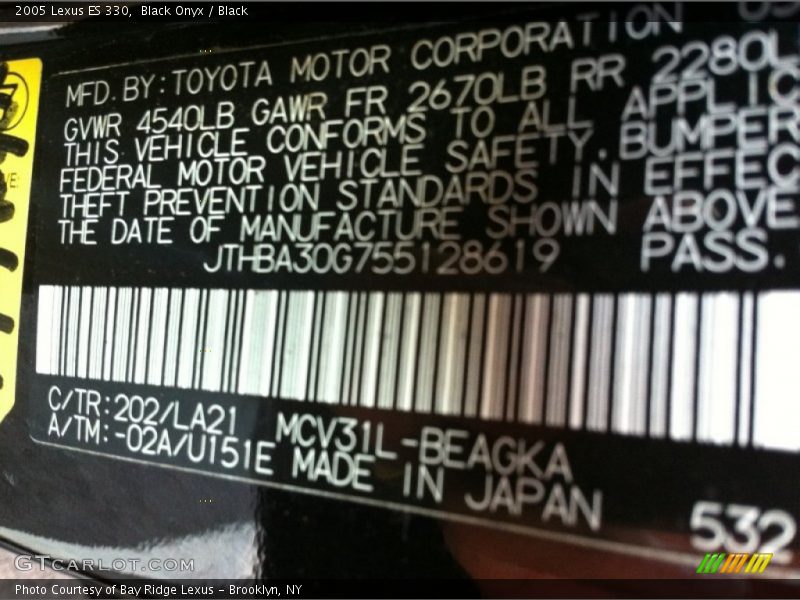 2005 Lexus ES 330, Black Onyx / Black
MFD. BY: TOYOTA MOTOR CORPORATION
GVWR 4540LB GAWR FR 2670LB RR 2280L
THIS VEHICLE CONFORMS TO ALL APPLIC
FEDERAL MOTOR VEHICLE SAFETY, BUMPER
THEFT PREVENTION STANDARDS IN EFFEC
THE DATE OF MANUFACTURE SHOWN ABOVE
JTHBA30G755128619 PASS.
C/TR:202/LA21 MCV31L-BEAGKA
A/TM:-02A/U151E MADE IN JAPAN
532
GTCARLOT.COM
Photo Courtesy of Bay Ridge Lexus - Brooklyn, NY